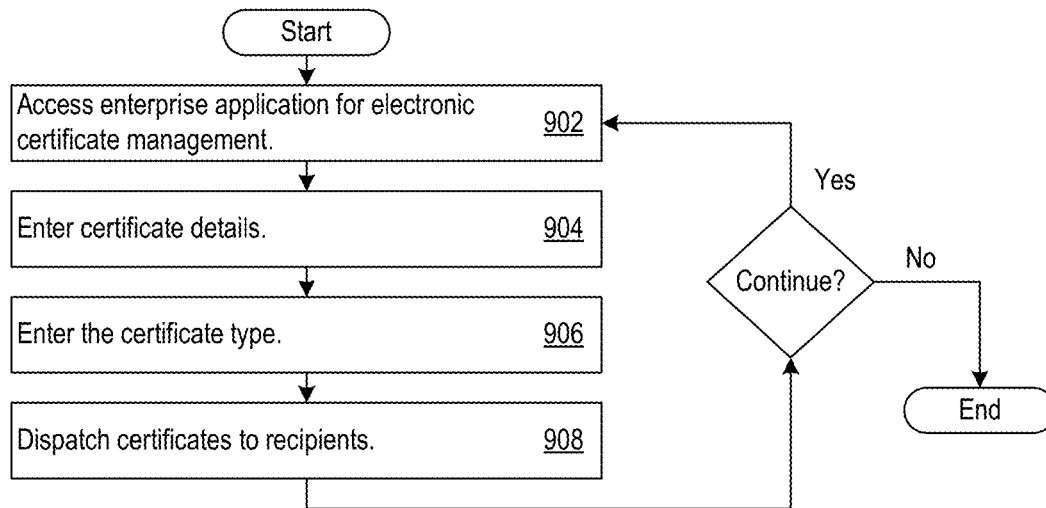 Start
Access enterprise application for electronic
certificate management.
902
Enter certificate details.
904
Enter the certificate type.
906
Dispatch certificates to recipients.
908
Continue?
Yes
No
End